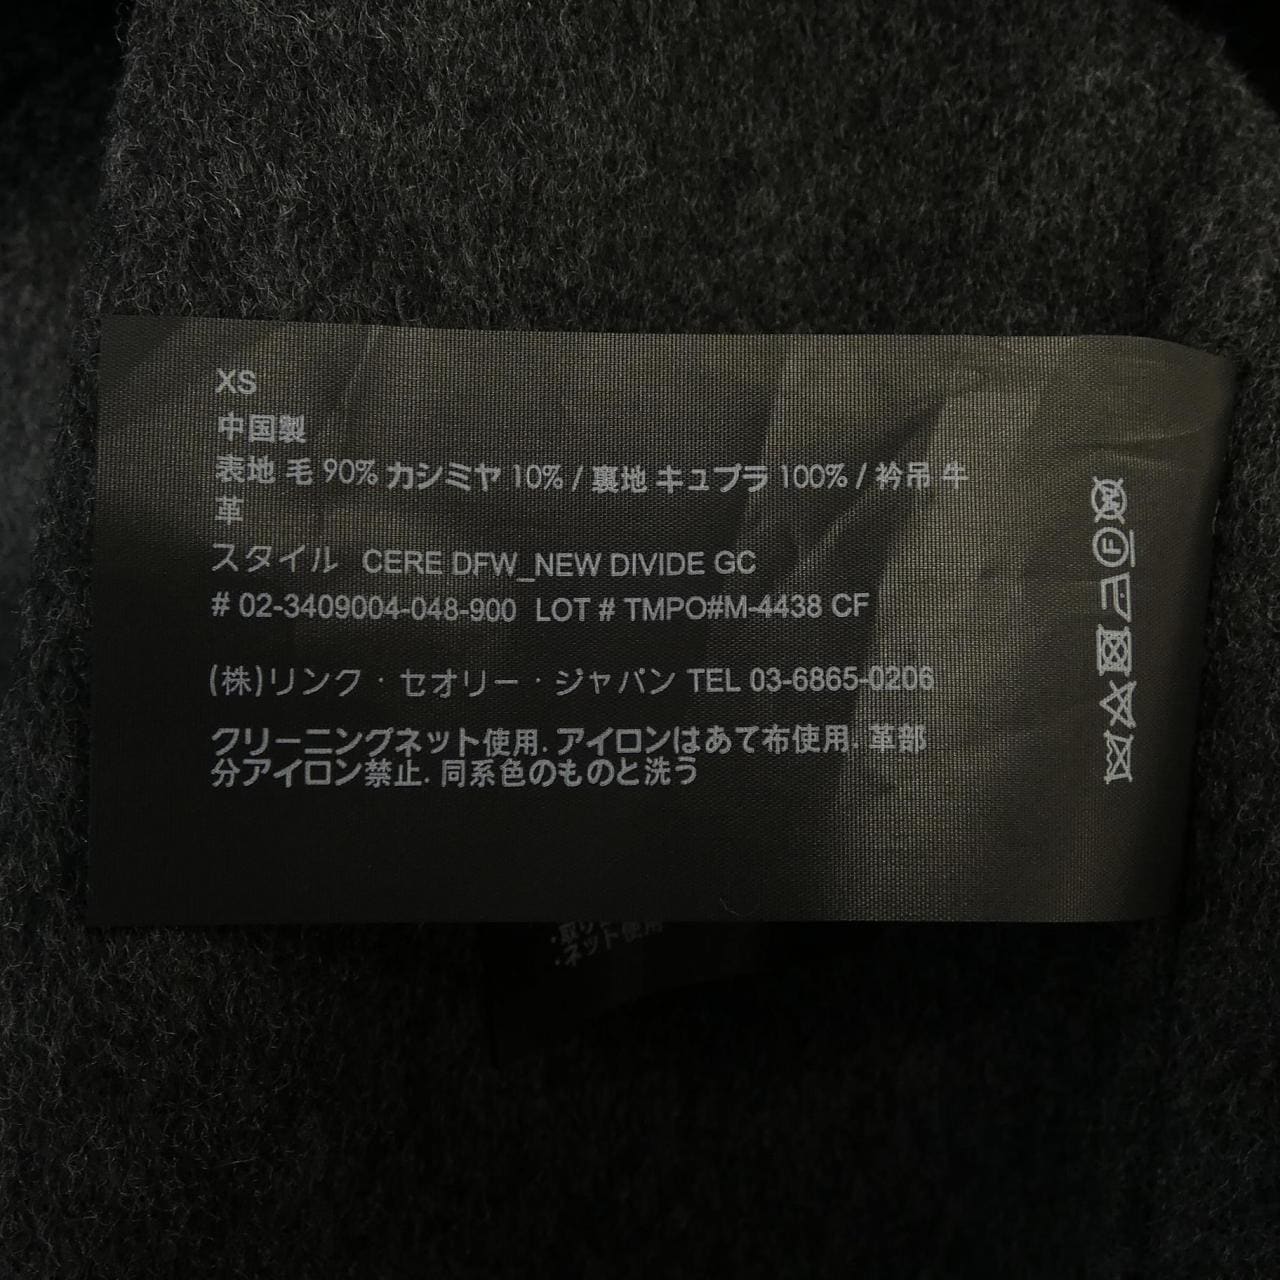 XS
中国製
表地 毛 90% カシミヤ 10% / 裏地 キュプラ 100% / 衿吊 牛
革
スタイル CERE DFW_NEW DIVIDE GC
# 02-3409004-048-900 LOT # TMPO#M-4438 CF
(株)リンク・セオリー・ジャパン TEL 03-6865-0206
クリーニングネット使用. アイロンはあて布使用. 革部
分アイロン禁止. 同系色のものと洗う
W
F
ネット使用